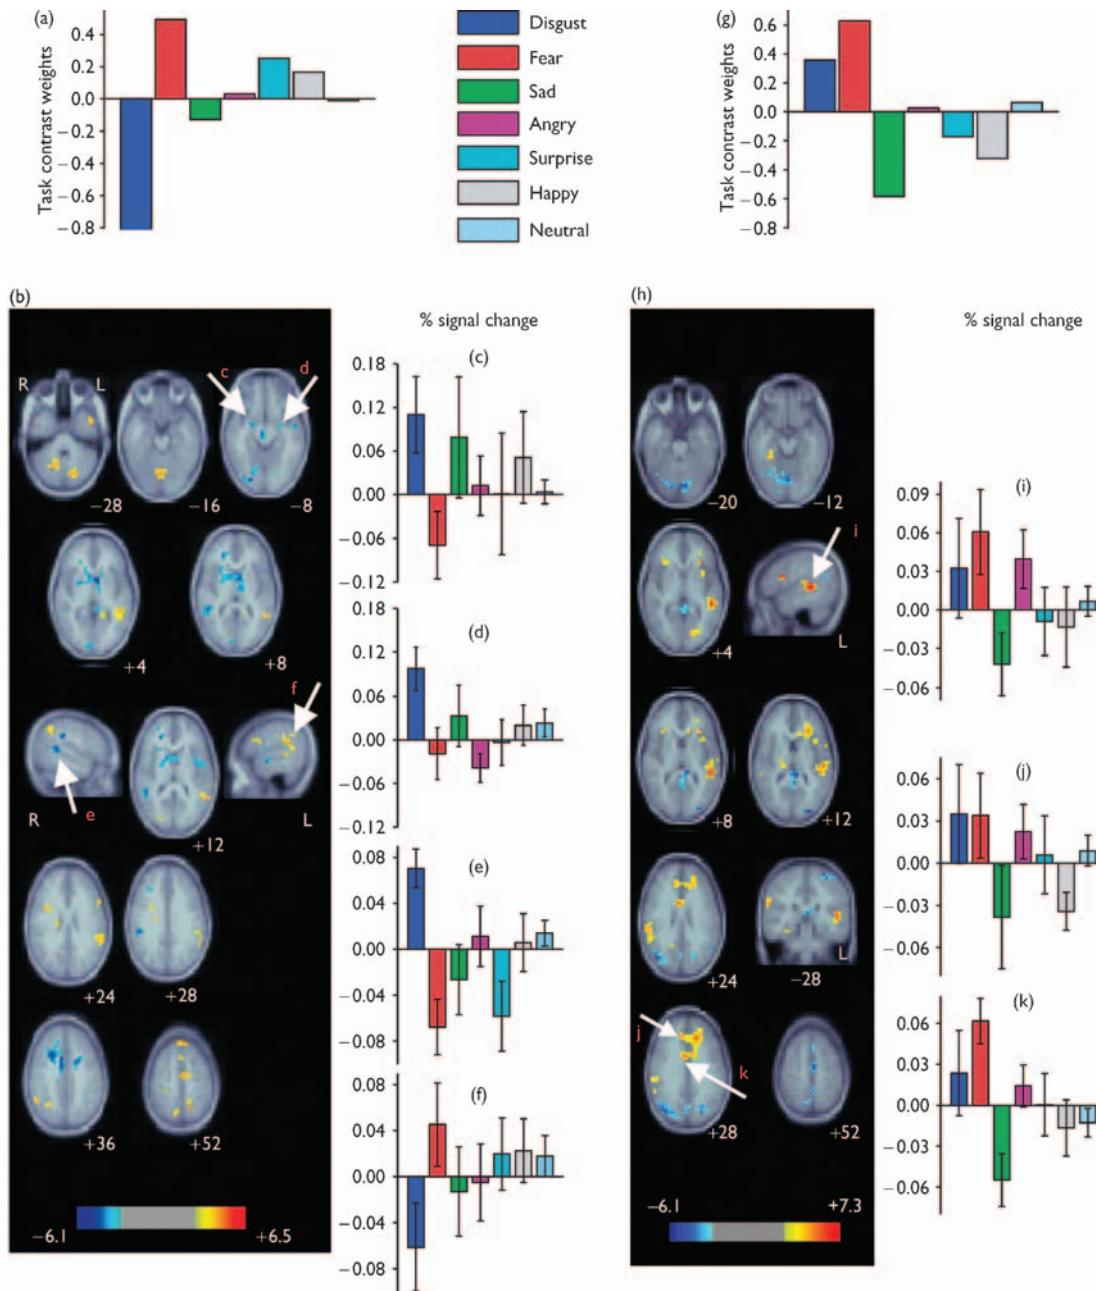 (a)
Task contrast weights
0.4
0.2
0.0
−0.2
−0.4
−0.6
−0.8
Disgust
Fear
Sad
Angry
Surprise
Happy
Neutral
(g)
Task contrast weights
0.6
0.4
0.2
0.0
−0.2
−0.4
−0.6
−0.8
(b)
R L
c
d
−28
−16
−8
+4
+8
f
e
R
+12
L
+24
+28
+36
+52
−6.1
+6.5
% signal change
(c)
0.18
0.12
0.06
0.00
−0.06
−0.12
(d)
0.18
0.12
0.06
0.00
−0.06
−0.12
(e)
0.08
0.04
0.00
−0.04
−0.08
(f)
0.08
0.04
0.00
−0.04
−0.08
(h)
−20
−12
i
+4
L
+8
+12
+24
L
−28
j
k
+28
+52
−6.1
+7.3
% signal change
(i)
0.09
0.06
0.03
0.00
−0.03
−0.06
(j)
0.06
0.03
0.00
−0.03
−0.06
(k)
0.06
0.03
0.00
−0.03
−0.06